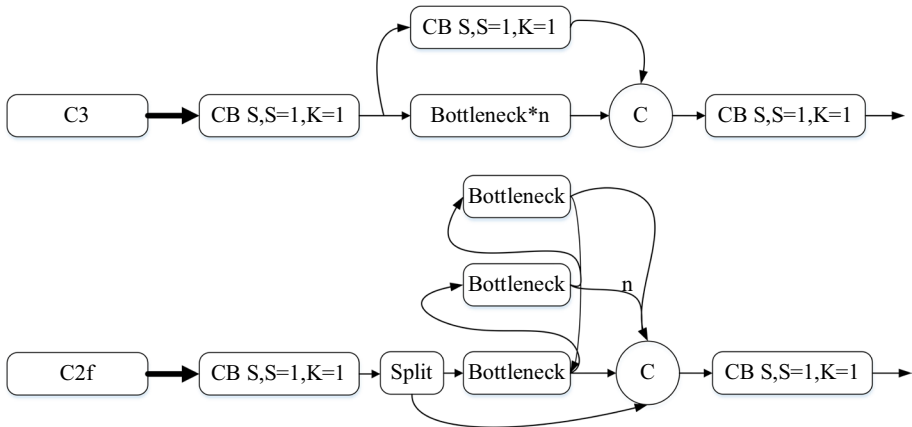 CB S,S=1,K=1
C3
CB S,S=1,K=1
Bottleneck*n
C
CB S,S=1,K=1
Bottleneck
Bottleneck
n
C2f
CB S,S=1,K=1
Split
Bottleneck
C
CB S,S=1,K=1